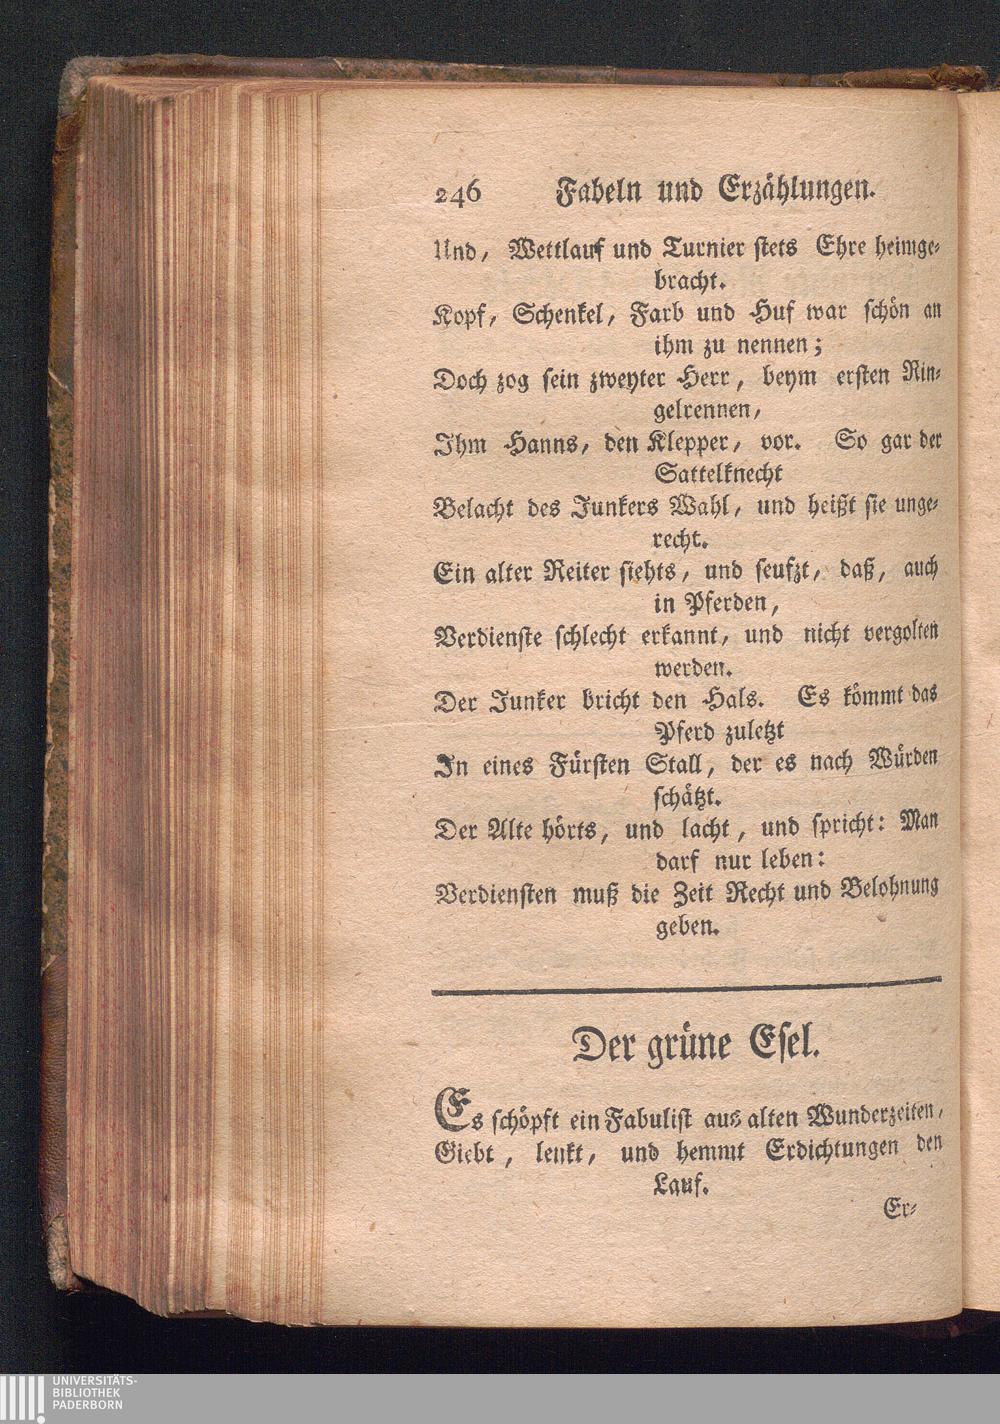 246 Fabeln und Erzählungen.
Und, Wettlauf und Turnier stets Ehre heimge-
bracht.
Kopf, Schenkel, Farb und Huf war schön an
ihm zu nennen;
Doch zog sein zweyter Herr, beym ersten Rin-
gelrennen,
Ihm Hanns, den Klepper, vor. So gar der
Sattelknecht
Belacht des Junkers Wahl, und heißt sie unge-
recht.
Ein alter Reiter siehts, und seufzt, daß, auch
in Pferden,
Verdienste schlecht erkannt, und nicht vergolten
werden.
Der Junker bricht den Hals. Es kömmt das
Pferd zuletzt
In eines Fürsten Stall, der es nach Würden
schätzt.
Der Alte hörts, und lacht, und spricht: Man
darf nur leben:
Verdiensten muß die Zeit Recht und Belohnung
geben.
Der grüne Esel.
Es schöpft ein Fabulist aus alten Wunderzeiten,
Giebt, lenkt, und hemmt Erdichtungen den
Lauf.
Er-
UNIVERSITÄTS-
BIBLIOTHEK
PADERBORN